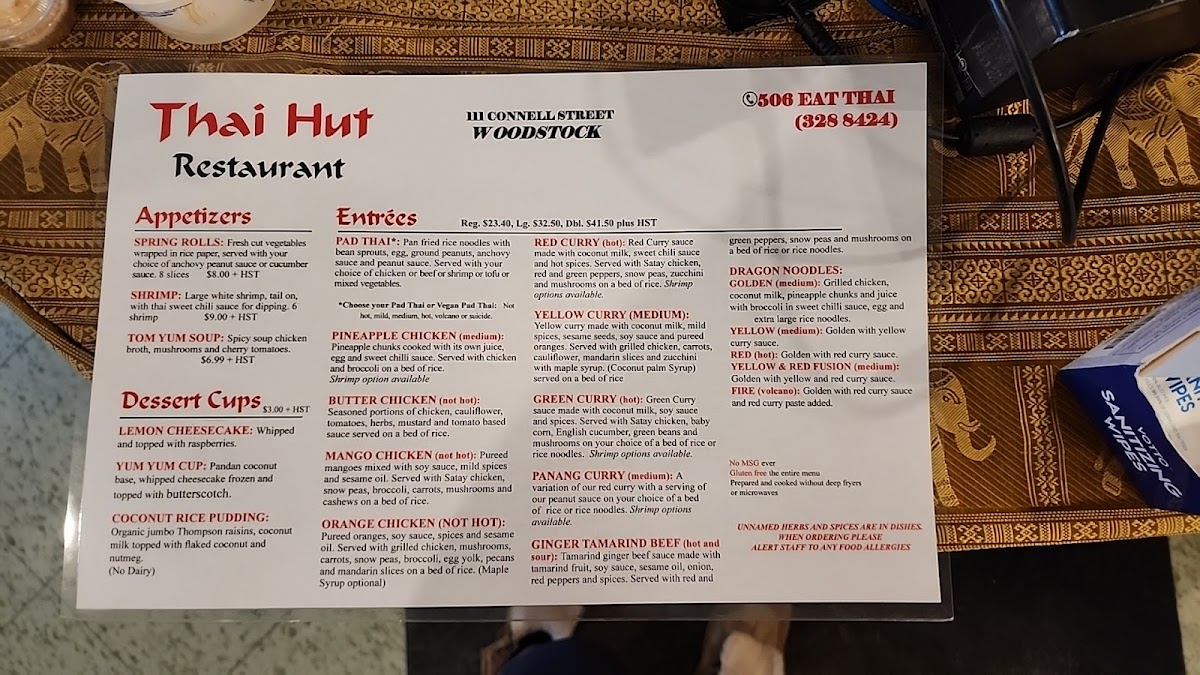 Thai Hut
Restaurant
111 CONNELL STREET
WOODSTOCK
506 EAT THAI
(328 8424)
Appetizers
SPRING ROLLS: Fresh cut vegetables
wrapped in rice paper, served with your
choice of anchovy peanut sauce or cucumber
sauce. 8 slices $8.00 + HST
SHRIMP: Large white shrimp, tail on,
with thai sweet chili sauce for dipping. 6
shrimp $9.00 + HST
TOM YUM SOUP: Spicy soup chicken
broth, mushrooms and cherry tomatoes.
$6.99 + HST
Dessert Cups $3.00 + HST
LEMON CHEESECAKE: Whipped
and topped with raspberries.
YUM YUM CUP: Pandan coconut
base, whipped cheesecake frozen and
topped with butterscotch.
COCONUT RICE PUDDING:
Organic jumbo Thompson raisins, coconut
milk topped with flaked coconut and
nutmeg.
(No Dairy)
Entrées
Reg. $23.40, Lg. $32.50, Dbl. $41.50 plus HST
PAD THAI*: Pan fried rice noodles with
bean sprouts, egg, ground peanuts, anchovy
sauce and peanut sauce. Served with your
choice of chicken or beef or shrimp or tofu or
mixed vegetables.
*Choose your Pad Thai or Vegan Pad Thai: Not
hot, mild, medium, hot, volcano or suicide.
PINEAPPLE CHICKEN (medium):
Pineapple chunks cooked with its own juice,
egg and sweet chilli sauce. Served with chicken
and broccoli on a bed of rice.
Shrimp option available
BUTTER CHICKEN (not hot):
Seasoned portions of chicken, cauliflower,
tomatoes, herbs, mustard and tomato based
sauce served on a bed of rice.
MANGO CHICKEN (not hot): Pureed
mangoes mixed with soy sauce, mild spices
and sesame oil. Served with Satay chicken,
snow peas, broccoli, carrots, mushrooms and
cashews on a bed of rice.
ORANGE CHICKEN (NOT HOT):
Pureed oranges, soy sauce, spices and sesame
oil. Served with grilled chicken, mushrooms,
carrots, snow peas, broccoli, egg yolk, pecans
and mandarin slices on a bed of rice. (Maple
Syrup optional)
RED CURRY (hot): Red Curry sauce
made with coconut milk, sweet chili sauce
and hot spices. Served with Satay chicken,
red and green peppers, snow peas, zucchini
and mushrooms on a bed of rice. Shrimp
options available.
YELLOW CURRY (MEDIUM):
Yellow curry made with coconut milk, mild
spices, sesame seeds, soy sauce and pureed
oranges. Served with grilled chicken, carrots,
cauliflower, mandarin slices and zucchini
with maple syrup. (Coconut palm Syrup)
served on a bed of rice
GREEN CURRY (hot): Green Curry
sauce made with coconut milk, soy sauce
and spices. Served with Satay chicken, baby
corn, English cucumber, green beans and
mushrooms on your choice of a bed of rice or
rice noodles. Shrimp options available.
PANANG CURRY (medium): A
variation of our red curry with a serving of
our peanut sauce on your choice of a bed
of rice or rice noodles. Shrimp options
available.
GINGER TAMARIND BEEF (hot and
sour): Tamarind ginger beef sauce made with
tamarind fruit, soy sauce, sesame oil, onion,
red peppers and spices. Served with red and
green peppers, snow peas and mushrooms on
a bed of rice or rice noodles.
DRAGON NOODLES:
GOLDEN (medium): Grilled chicken,
coconut milk, pineapple chunks and juice
with broccoli in sweet chilli sauce, egg and
extra large rice noodles.
YELLOW (medium): Golden with yellow
curry sauce.
RED (hot): Golden with red curry sauce.
YELLOW & RED FUSION (medium):
Golden with yellow and red curry sauce.
FIRE (volcano): Golden with red curry sauce
and red curry paste added.
No MSG ever
Gluten free the entire menu
Prepared and cooked without deep fryers
or microwaves
UNNAMED HERBS AND SPICES ARE IN DISHES.
WHEN ORDERING PLEASE
ALERT STAFF TO ANY FOOD ALLERGIES
VOTTO
SANITIZING
WIPES
WIPES